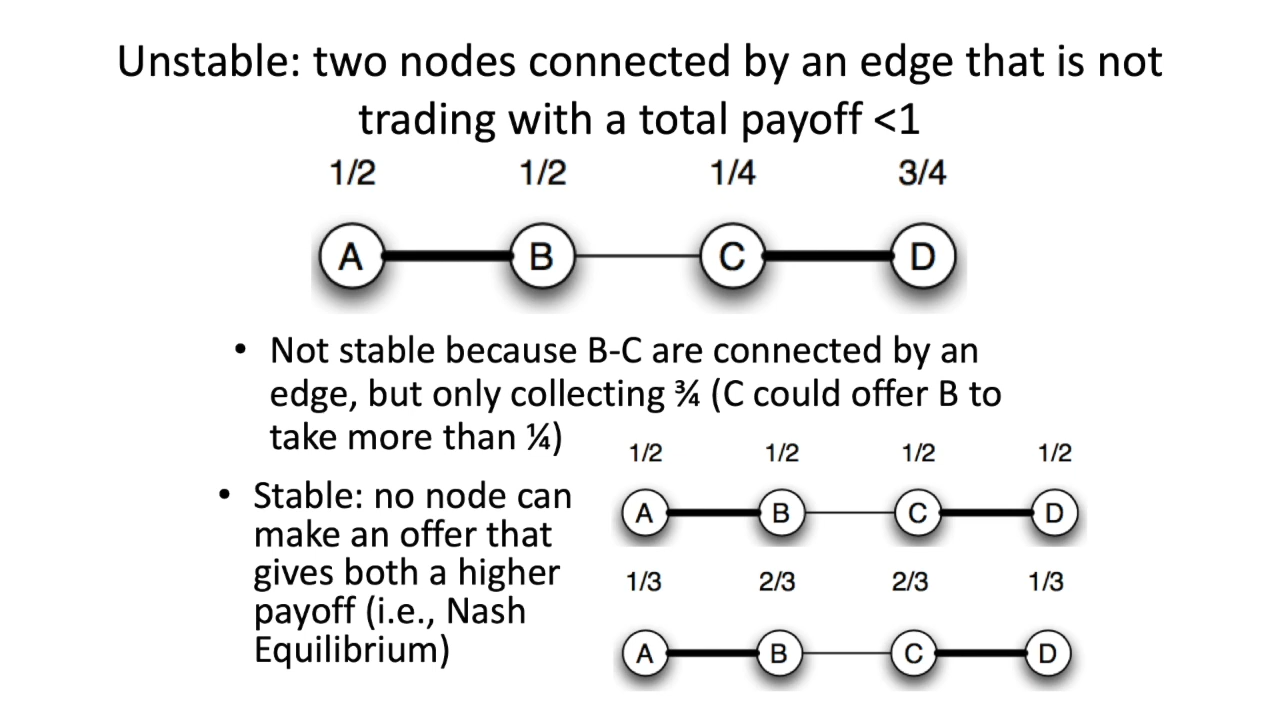 Unstable: two nodes connected by an edge that is not
trading with a total payoff <1
1/2 1/2 1/4 3/4
A B C D
• Not stable because B-C are connected by an
edge, but only collecting ¾ (C could offer B to
take more than ¼)
1/2 1/2 1/2 1/2
A B C D
• Stable: no node can
make an offer that
gives both a higher
payoff (i.e., Nash
Equilibrium)
1/3 2/3 2/3 1/3
A B C D